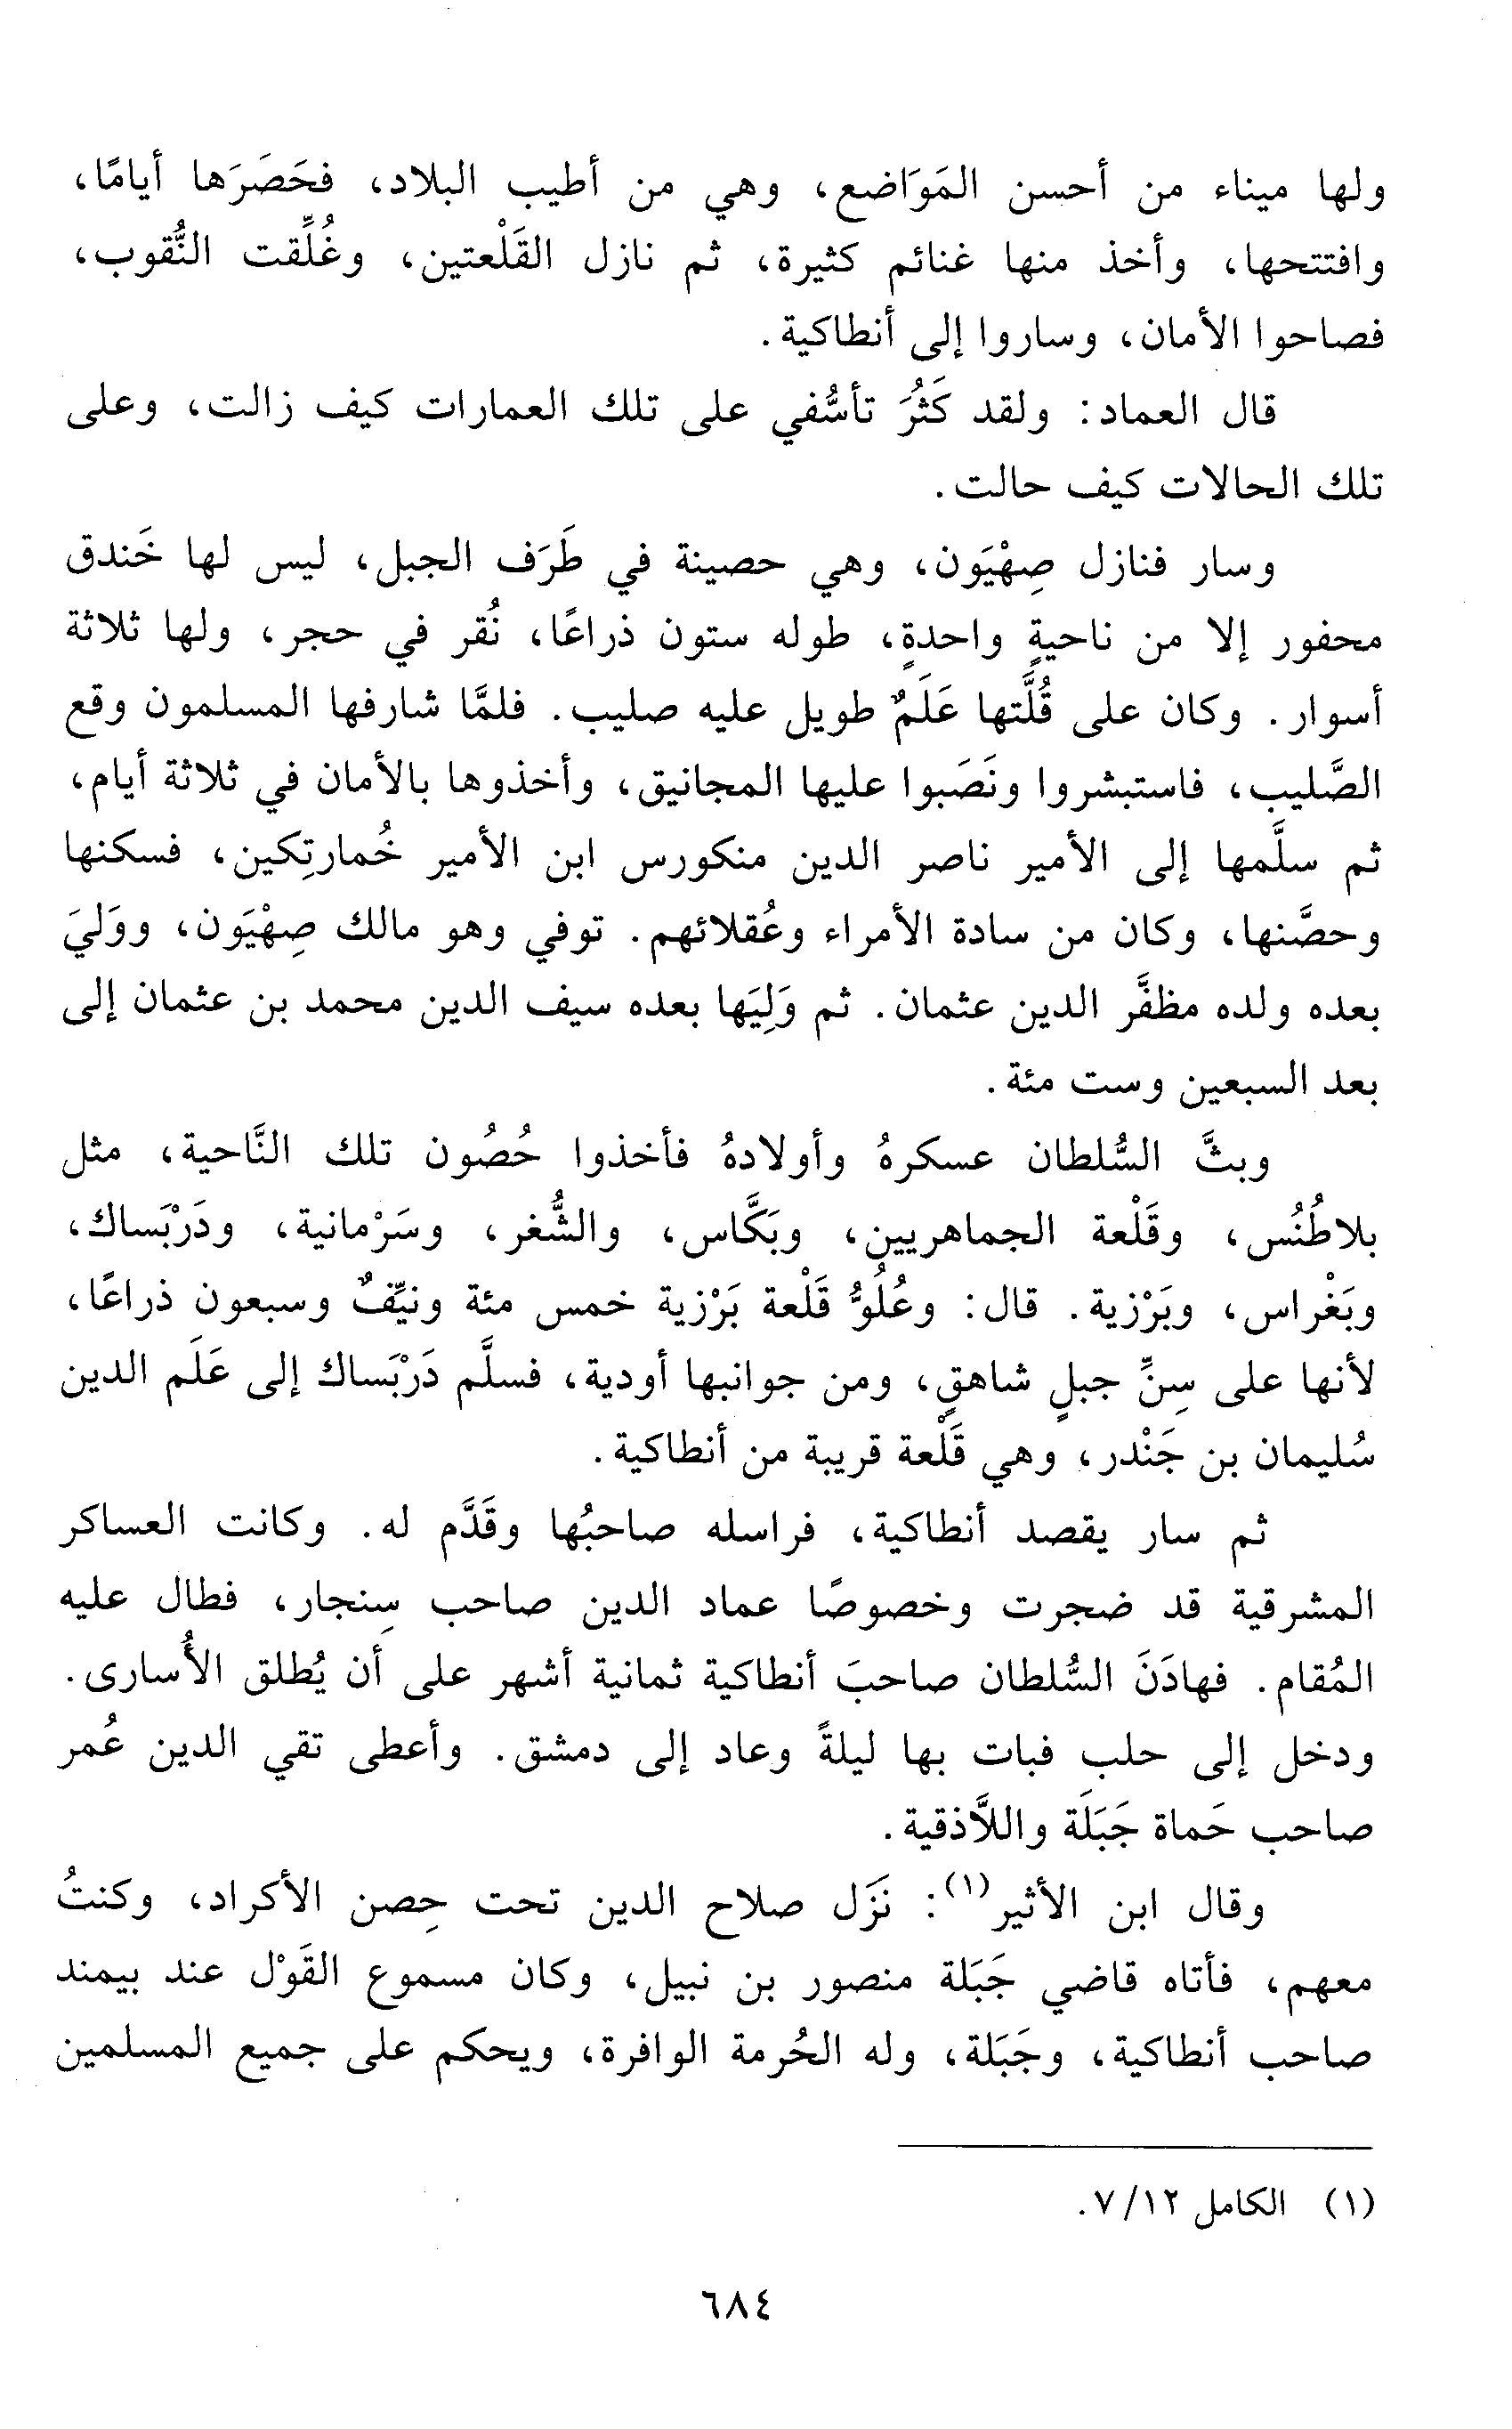 ولها ميناء من أحسن المَوَاضع، وهي من أطيب البلاد، فحَصَرَها أيامًا،
وافتتحها، وأخذ منها غنائم كثيرة، ثم نازل القَلْعتين، وغُلِّقت النُّقوب،
فصاحوا الأمان، وساروا إلى أنطاكية.
قال العماد: ولقد كَثُرَ تأسُّفي على تلك العمارات كيف زالت، وعلى
تلك الحالات كيف حالت.
وسار فنازل صِهْيَون، وهي حصينة في طَرَف الجبل، ليس لها خَندق
محفور إلا من ناحيةٍ واحدةٍ، طوله ستون ذراعًا، نُقر في حجر، ولها ثلاثة
أسوار. وكان على قُلَّتها عَلَمٌ طويل عليه صليب. فلمَّا شارفها المسلمون وقع
الصَّليب، فاستبشروا ونَصَبوا عليها المجانيق، وأخذوها بالأمان في ثلاثة أيام،
ثم سلَّمها إلى الأمير ناصر الدين منكورس ابن الأمير خُمارتِكين، فسكنها
وحصَّنها، وكان من سادة الأمراء وعُقلائهم. توفي وهو مالك صِهْيَون، ووَليَ
بعده ولده مظفَّر الدين عثمان. ثم وَلِيَها بعده سيف الدين محمد بن عثمان إلى
بعد السبعين وست مئة.
وبثَّ السُّلطان عسكرهُ وأولادهُ فأخذوا حُصُون تلك النَّاحية، مثل
بلاطُنُس، وقَلْعة الجماهريين، وبَكَّاس، والشُّغر، وسَرْمانية، ودَرْبَساك،
وبَغْراس، وبَرْزية. قال: وعُلُوُّ قَلْعة بَرْزية خمس مئة ونيِّفٌ وسبعون ذراعًا،
لأنها على سِنِّ جبلٍ شاهقٍ، ومن جوانبها أودية، فسلَّم دَرْبَساك إلى عَلَم الدين
سُليمان بن جَنْدر، وهي قَلْعة قريبة من أنطاكية.
ثم سار يقصد أنطاكية، فراسله صاحبُها وقَدَّم له. وكانت العساكر
المشرقية قد ضجرت وخصوصًا عماد الدين صاحب سِنجار، فطال عليه
المُقام. فهادَنَ السُّلطان صاحبَ أنطاكية ثمانية أشهر على أن يُطلق الأُسارى.
ودخل إلى حلب فبات بها ليلةً وعاد إلى دمشق. وأعطى تقي الدين عُمر
صاحب حَماة جَبَلَة واللاَّذقية.
وقال ابن الأثير(١): نَزَل صلاح الدين تحت حِصن الأكراد، وكنتُ
معهم، فأتاه قاضي جَبَلة منصور بن نبيل، وكان مسموع القَوْل عند بيمند
صاحب أنطاكية، وجَبَلة، وله الحُرمة الوافرة، ويحكم على جميع المسلمين
(١) الكامل ١٢/ ٧.
٦٨٤